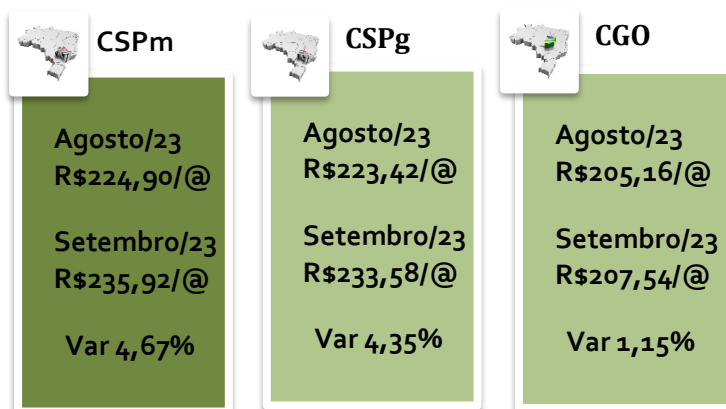 CSPm
Agosto/23
R$224,90/@
Setembro/23
R$235,92/@
Var 4,67%
CSPg
Agosto/23
R$223,42/@
Setembro/23
R$233,58/@
Var 4,35%
CGO
Agosto/23
R$205,16/@
Setembro/23
R$207,54/@
Var 1,15%